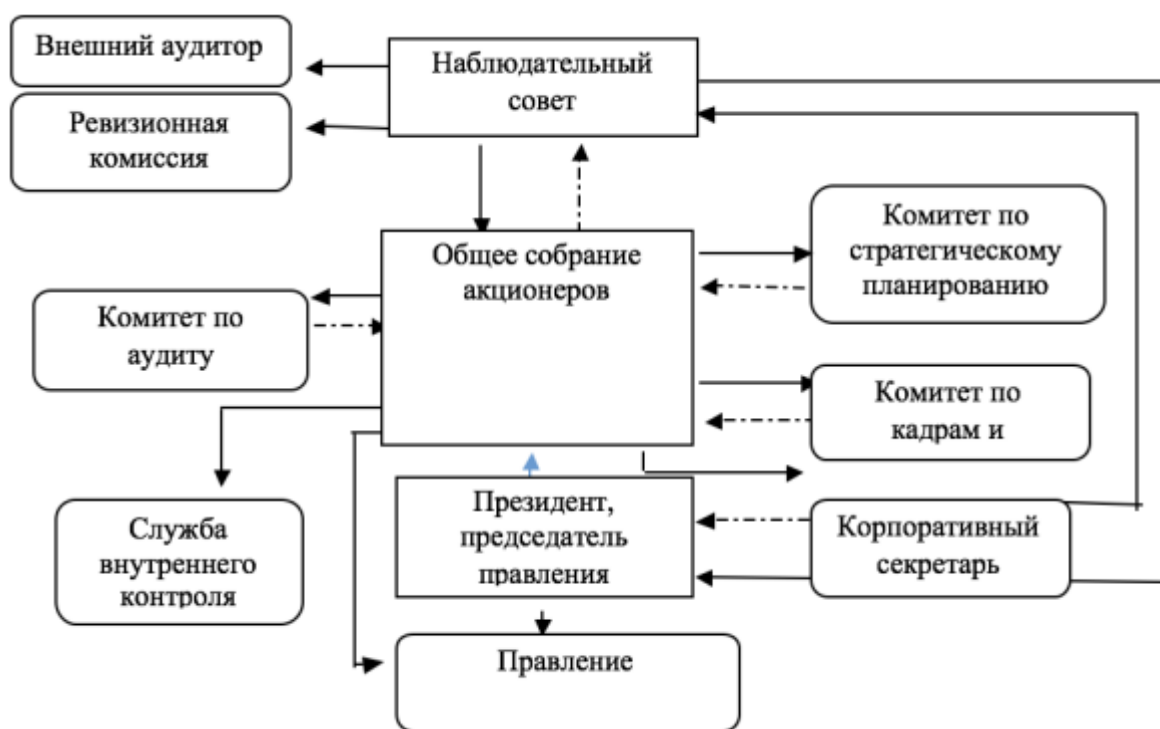 Внешний аудитор
Наблюдательный
совет
Ревизионная
комиссия
Общее собрание
акционеров
Комитет по
стратегическому
планированию
Комитет по
аудиту
Комитет по
кадрам и
Служба
внутреннего
контроля
Президент,
председатель
правления
Корпоративный
секретарь
Правление